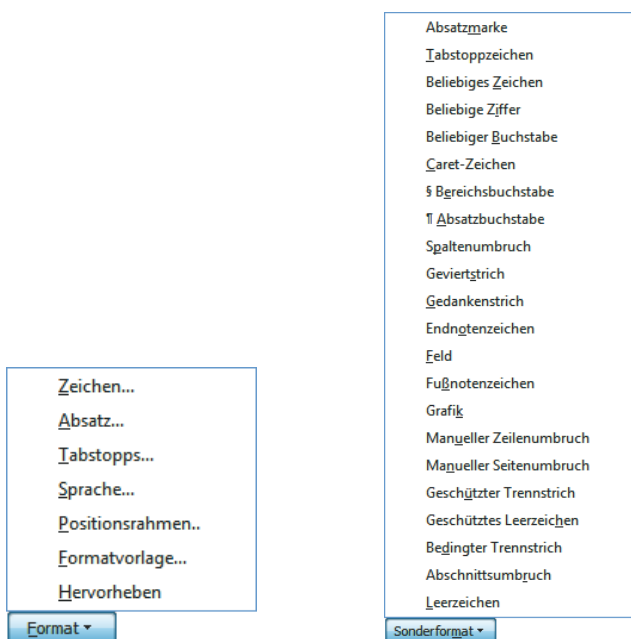 Zeichen...
Absatz...
Tabstopps...
Sprache...
Positionsrahmen..
Formatvorlage...
Hervorheben
Format
Absatzmarke
Tabstoppzeichen
Beliebiges Zeichen
Beliebige Ziffer
Beliebiger Buchstabe
Caret-Zeichen
§ Bereichsbuchstabe
¶ Absatzbuchstabe
Spaltenumbruch
Geviertstrich
Gedankenstrich
Endnotenzeichen
Feld
Fußnotenzeichen
Grafik
Manueller Zeilenumbruch
Manueller Seitenumbruch
Geschützter Trennstrich
Geschütztes Leerzeichen
Bedingter Trennstrich
Abschnittsumbruch
Leerzeichen
Sonderformat